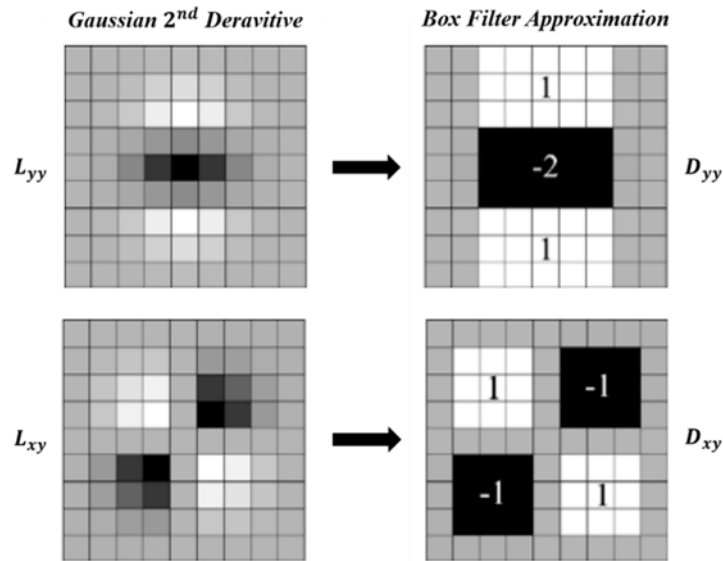 Gaussian 2nd Deravitive
Box Filter Approximation
Lyy
1
-2
1
Dyy
Lxy
1
-1
-1
1
Dxy